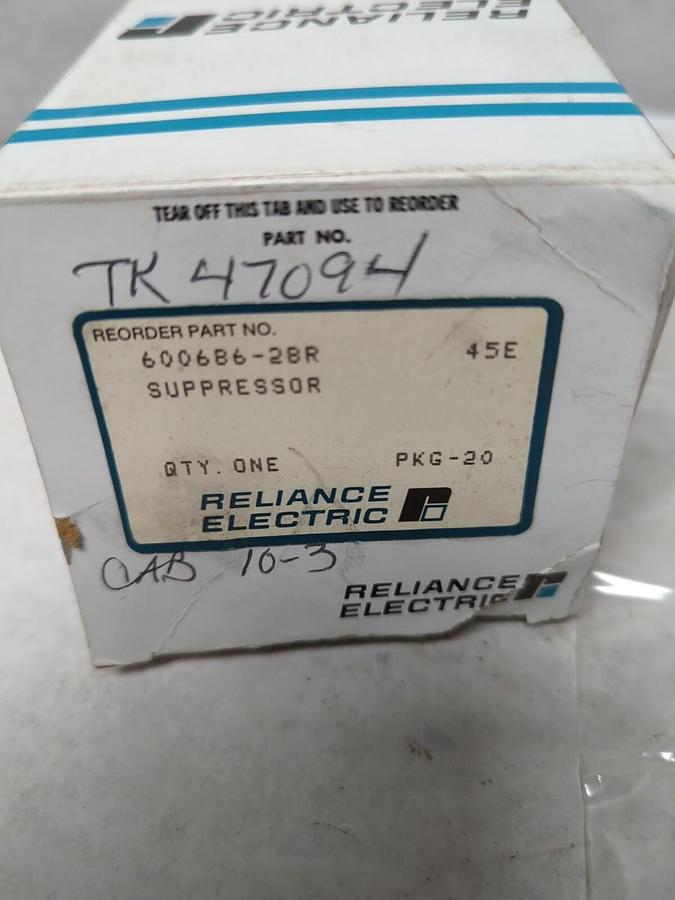 RELIANCE
ELECTRIC
TEAR OFF THIS TAB AND USE TO REORDER
PART NO.
TK 47094
REORDER PART NO.
600686-28R 45E
SUPPRESSOR
QTY. ONE PKG-20
RELIANCE
ELECTRIC
CAB 10-3
RELIANCE
ELECTRIC